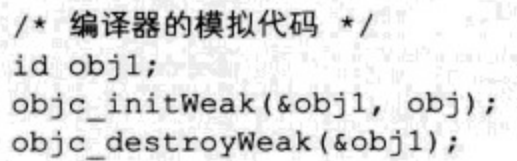 /* 编译器的模拟代码 */
id obj1;
objc_initWeak(&obj1, obj);
objc_destroyWeak(&obj1);